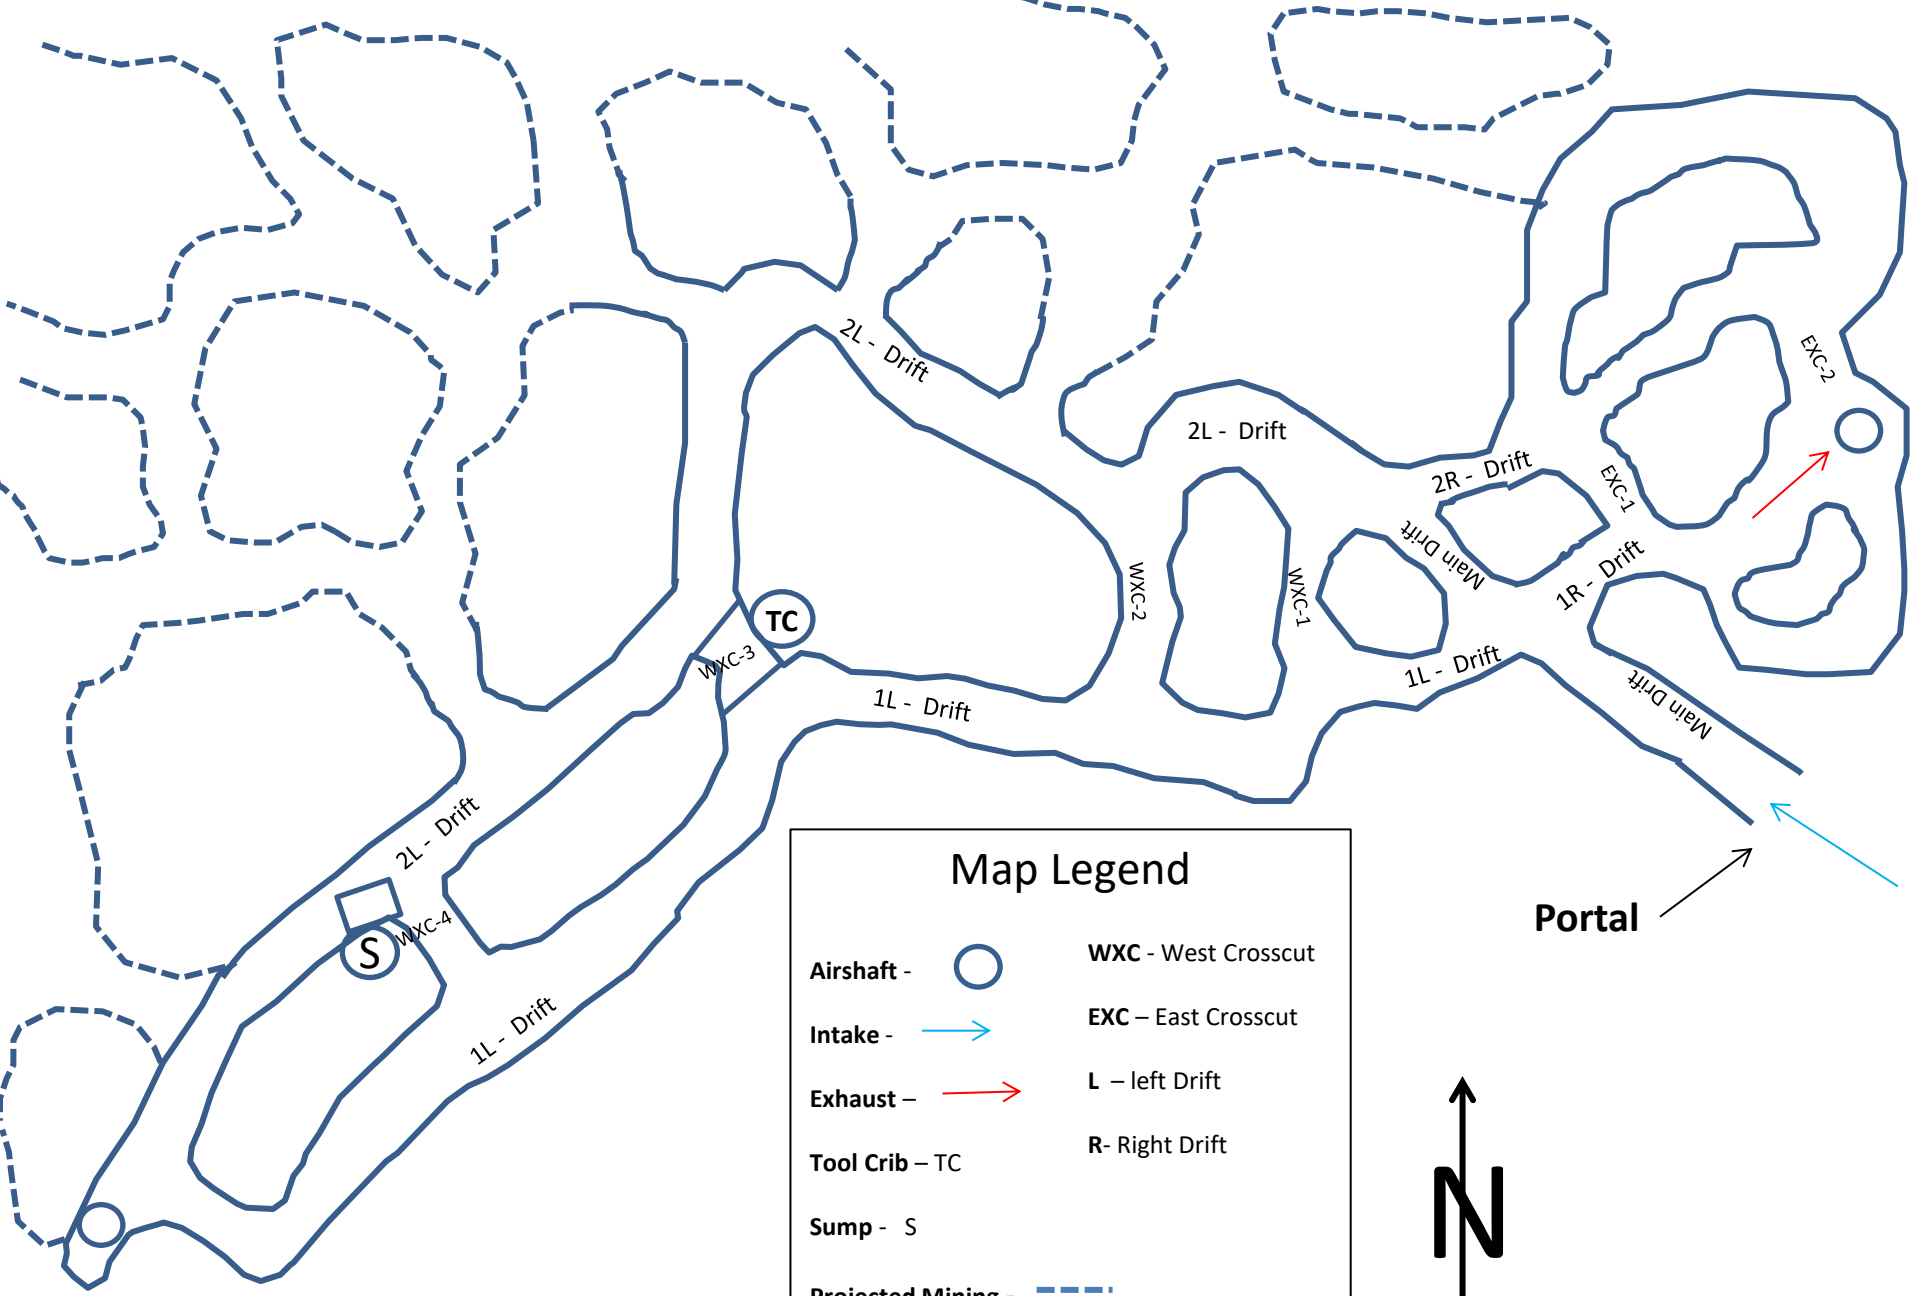 2L - Drift
EXC-2
2L - Drift
2R - Drift
EXC-1
Main Drift
1R - Drift
WXC-2
WXC-1
TC
WXC-3
1L - Drift
1L - Drift
Main Drift
2L - Drift
WXC-4
S
1L - Drift
Portal
Map Legend
Airshaft -
WXC - West Crosscut
Intake -
EXC – East Crosscut
Exhaust –
L – left Drift
Tool Crib – TC
R- Right Drift
Sump - S
Projected Mining -
N